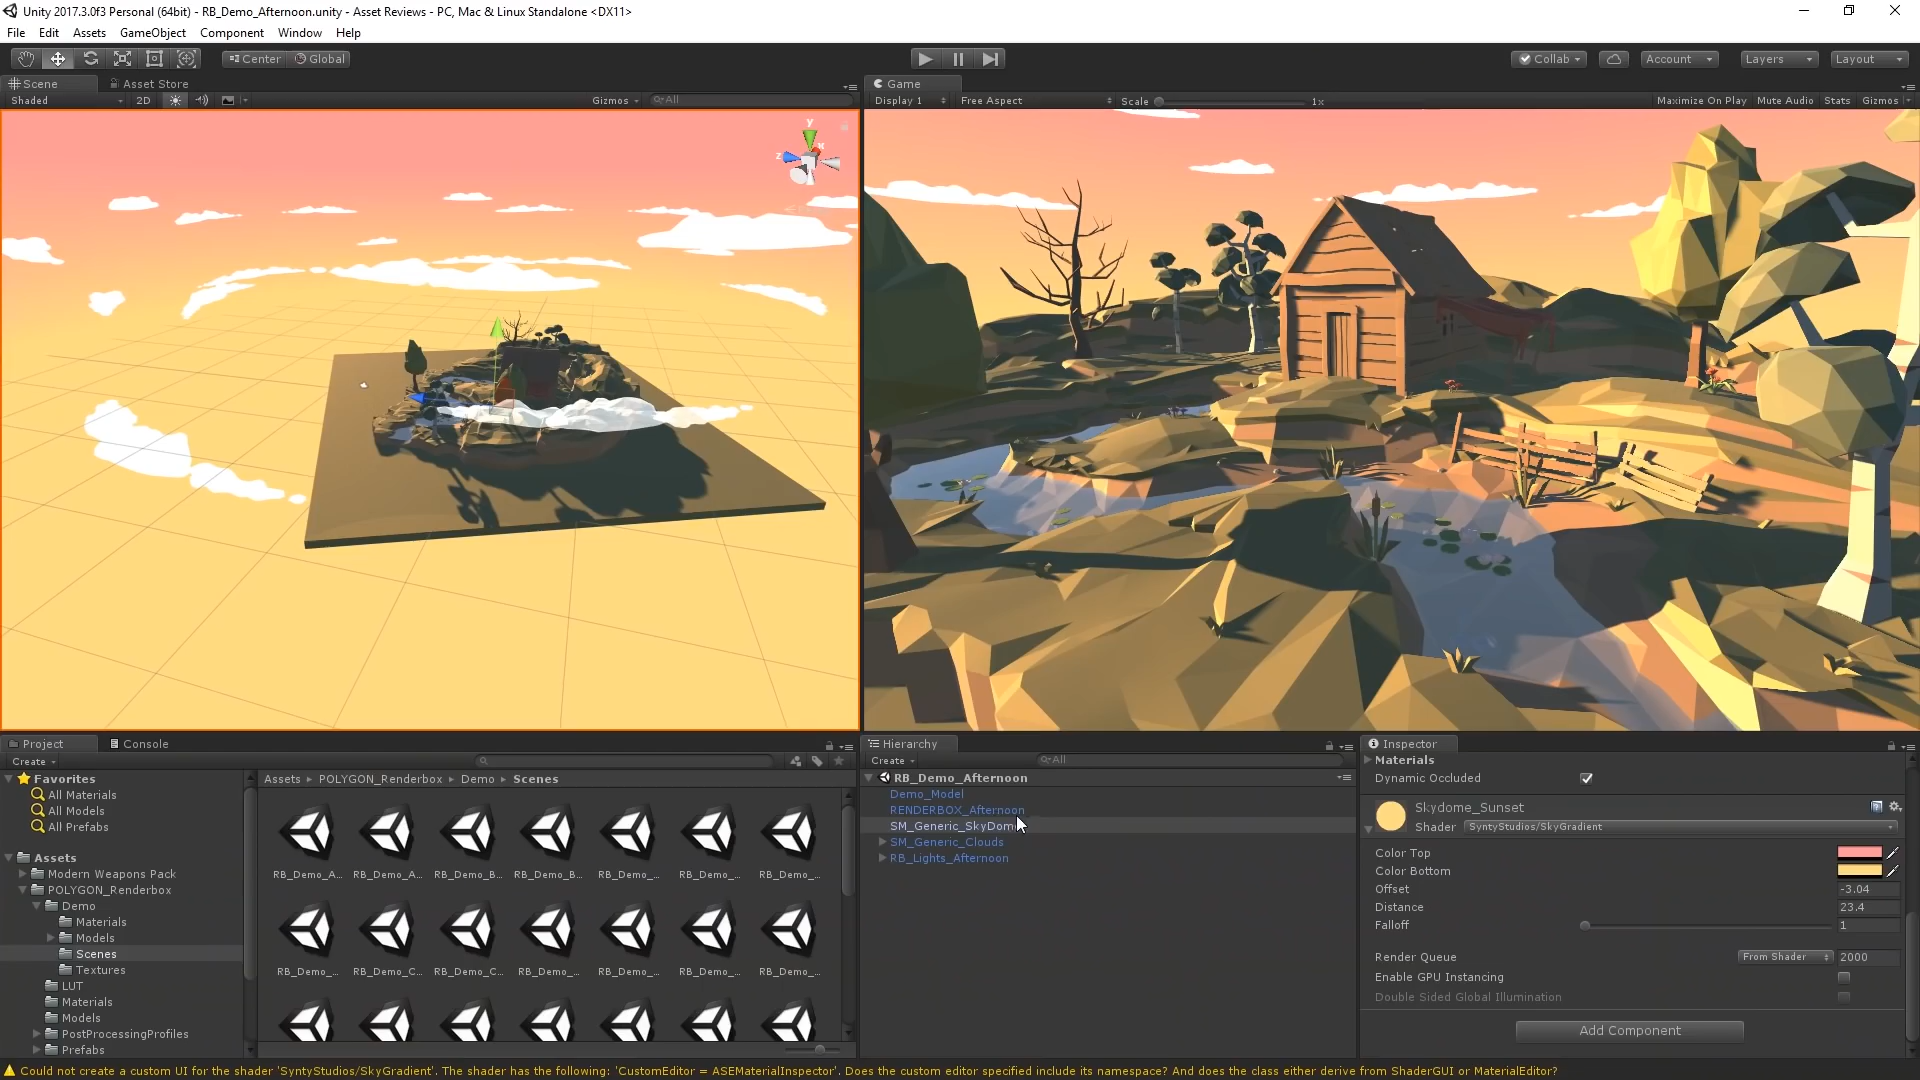 Unity 2017.3.0f3 Personal (64bit) - RB_Demo_Afternoon.unity - Asset Reviews - PC, Mac & Linux Standalone <DX11>
File Edit Assets GameObject Component Window Help
Center Global Collab Account Layers Layout
Scene Asset Store
Shaded 2D Gizmos All
y
x
z
Game
Display 1 Free Aspect Scale 1x Maximize On Play Mute Audio Stats Gizmos
Project Console
Create
Favorites
All Materials
All Models
All Prefabs
Assets
Modern Weapons Pack
POLYGON_Renderbox
Demo
Materials
Models
Scenes
Textures
LUT
Materials
Models
PostProcessingProfiles
Prefabs
Assets POLYGON_Renderbox Demo Scenes
RB_Demo_A... RB_Demo_A... RB_Demo_B... RB_Demo_B... RB_Demo_... RB_Demo_... RB_Demo_...
RB_Demo_... RB_Demo_C... RB_Demo_C... RB_Demo_... RB_Demo_... RB_Demo_... RB_Demo_...
Hierarchy
Create All
RB_Demo_Afternoon
Demo_Model
RENDERBOX_Afternoon
SM_Generic_SkyDom
SM_Generic_Clouds
RB_Lights_Afternoon
Inspector
Materials
Dynamic Occluded
Skydome_Sunset
Shader SyntyStudios/SkyGradient
Color Top
Color Bottom
Offset -3.04
Distance 23.4
Falloff 1
Render Queue From Shader 2000
Enable GPU Instancing
Double Sided Global Illumination
Add Component
Could not create a custom UI for the shader 'SyntyStudios/SkyGradient'. The shader has the following: 'CustomEditor = ASEMaterialInspector'. Does the custom editor specified include its namespace? And does the class either derive from ShaderGUI or MaterialEditor?